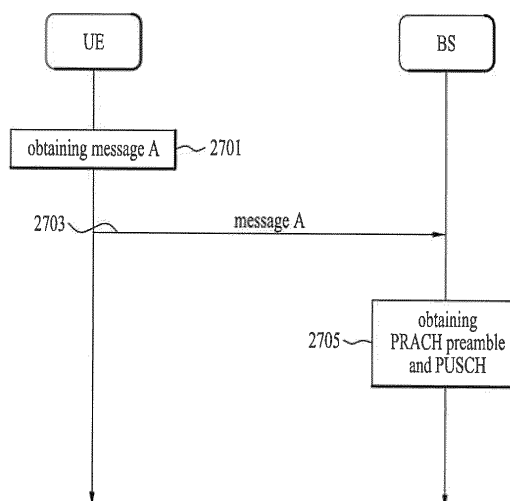 UE
BS
obtaining message A
2701
2703
message A
obtaining
PRACH preamble
and PUSCH
2705